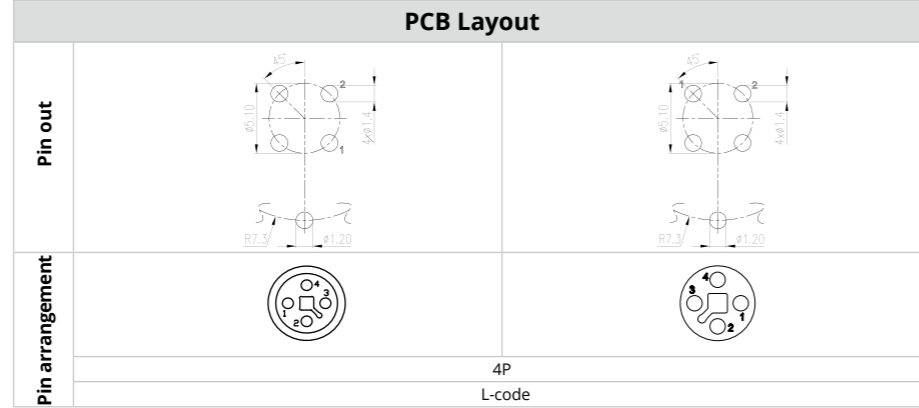 PCB Layout
Pin out
45°
2
ø5.10
4xø1.4
1
R7.3
ø1.20
45°
1
2
ø5.10
4xø1.4
R7.3
ø1.20
Pin arrangement
4
1
3
2
4
3
1
2
4P
L-code